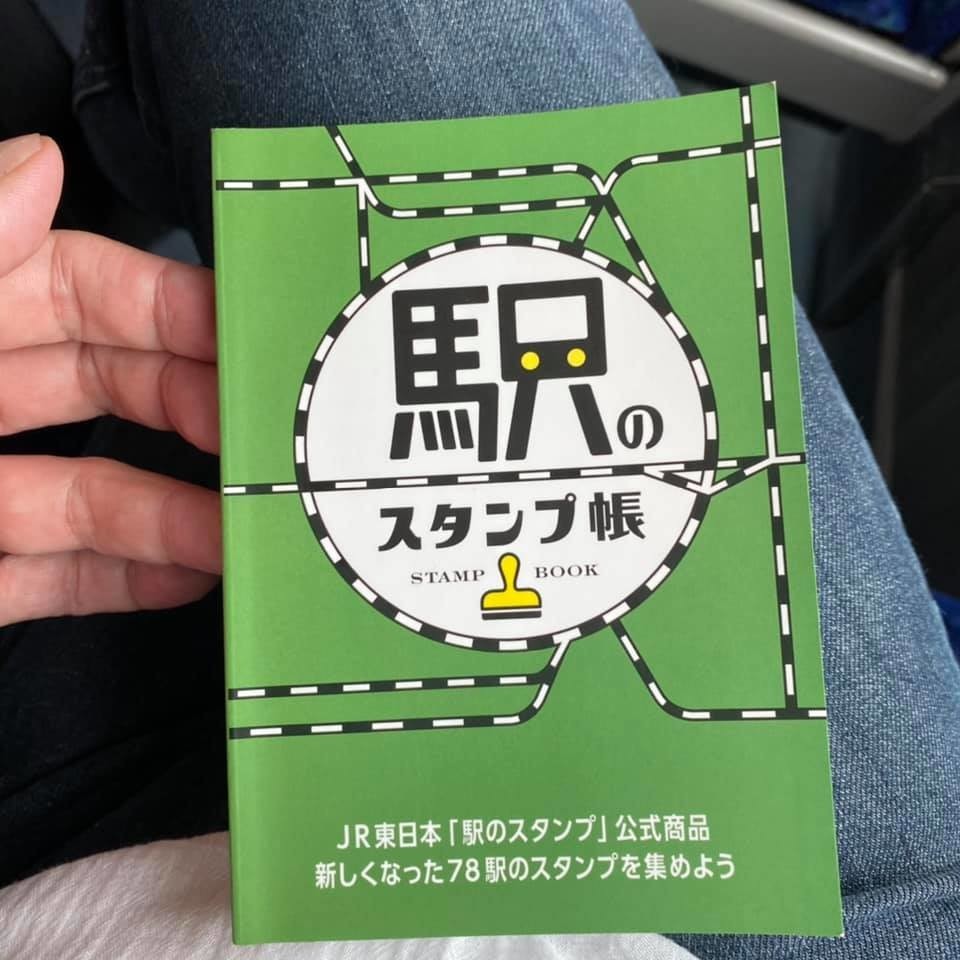 駅の
スタンプ帳
STAMP BOOK
JR東日本「駅のスタンプ」公式商品
新しくなった78駅のスタンプを集めよう